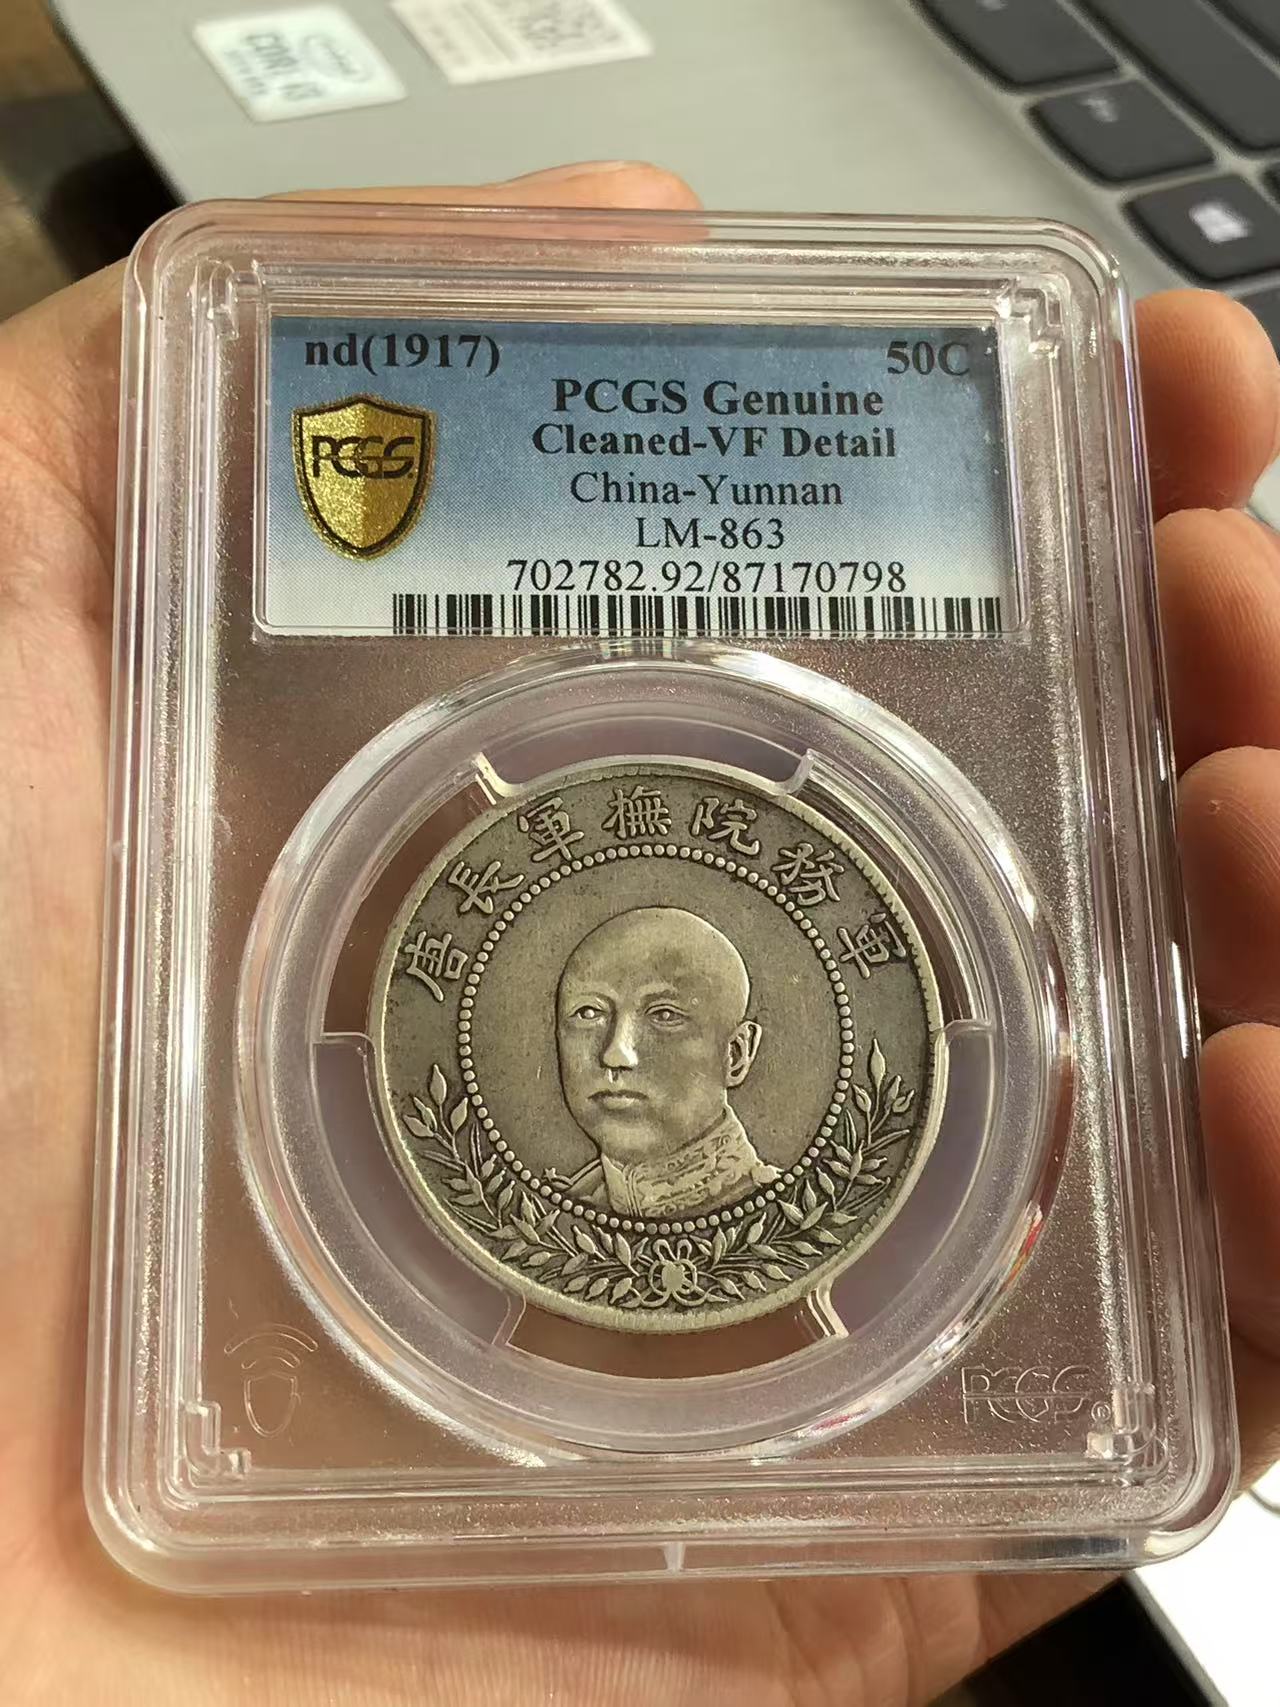 nd(1917) 50C
PCGS Genuine
Cleaned-VF Detail
China-Yunnan
LM-863
702782.92/87170798
PCGS
軍務院撫軍長唐
PCGS